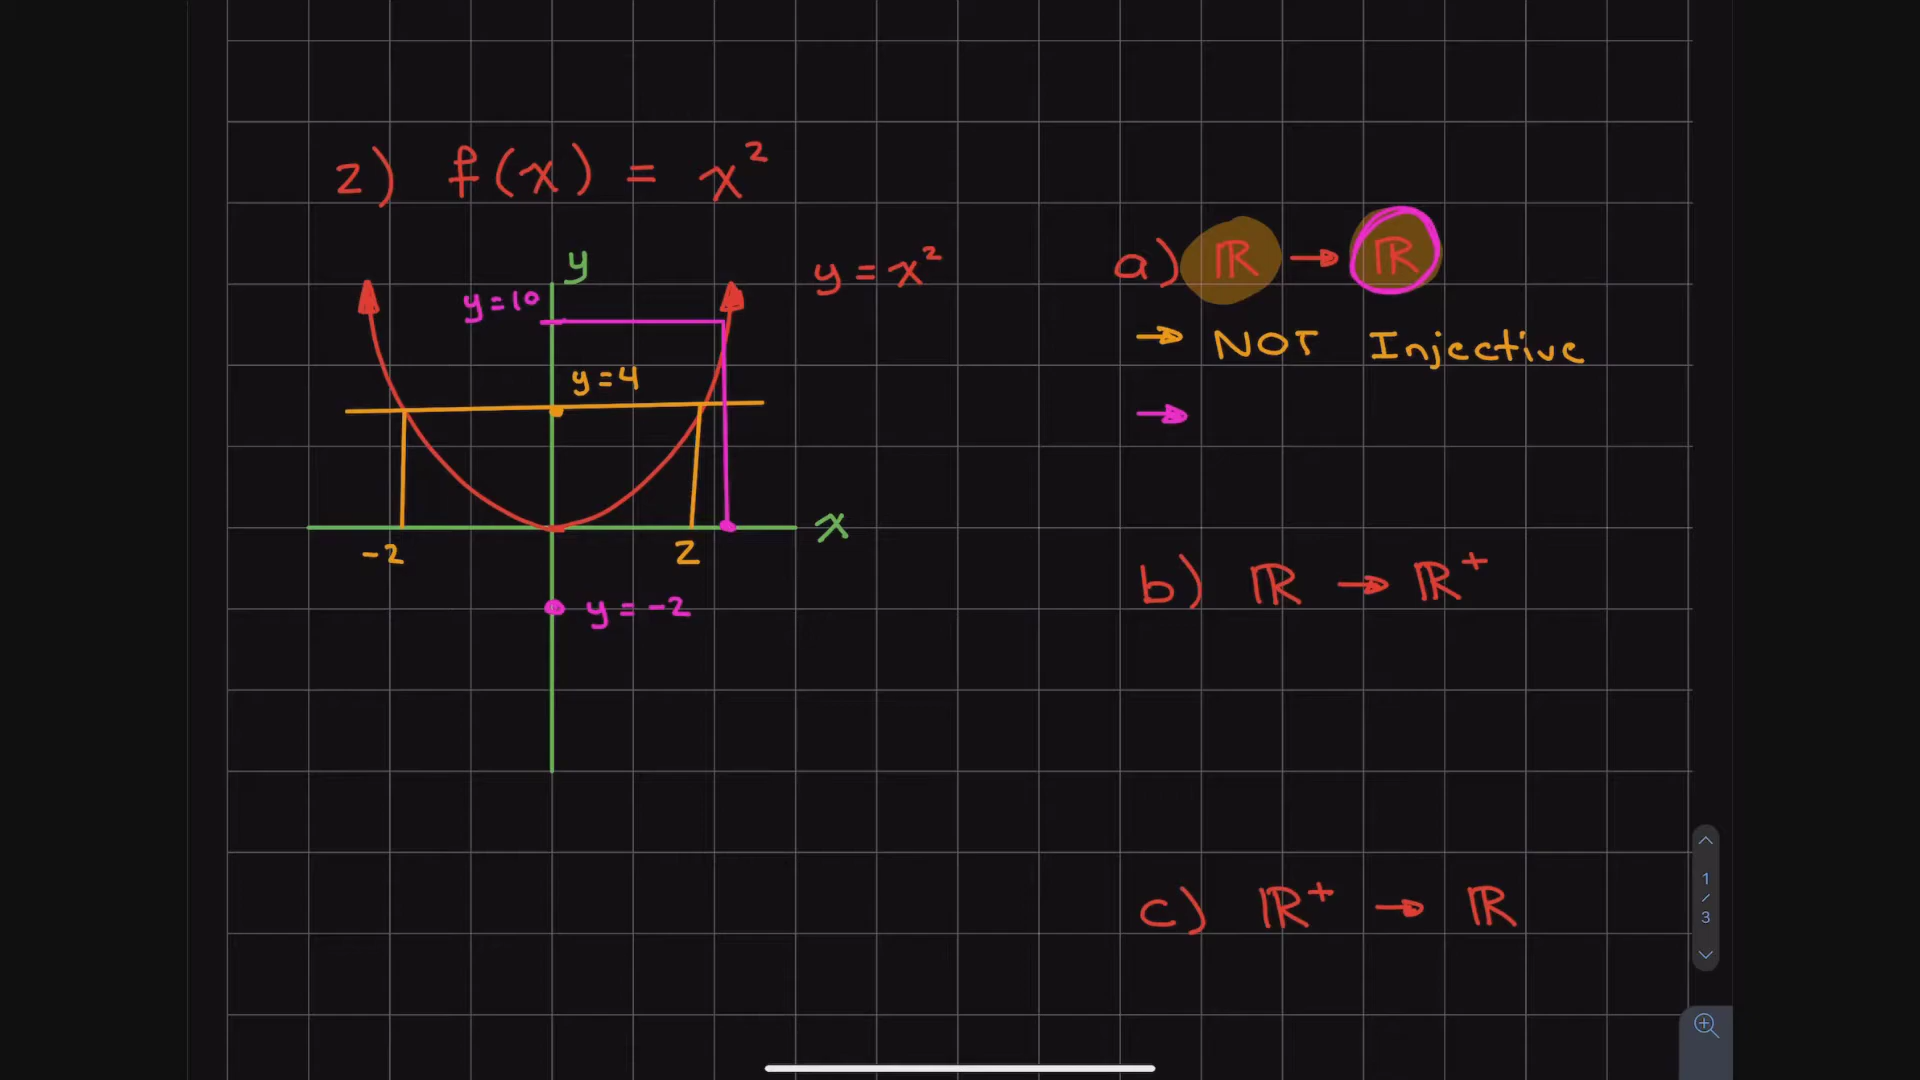 2) f(x) = x²
y
y = x²
a) ℝ → ℝ
y = 10
→ NOT Injective
y = 4
→
x
-2
2
b) ℝ → ℝ⁺
y = -2
1
/
3
c) ℝ⁺ → ℝ